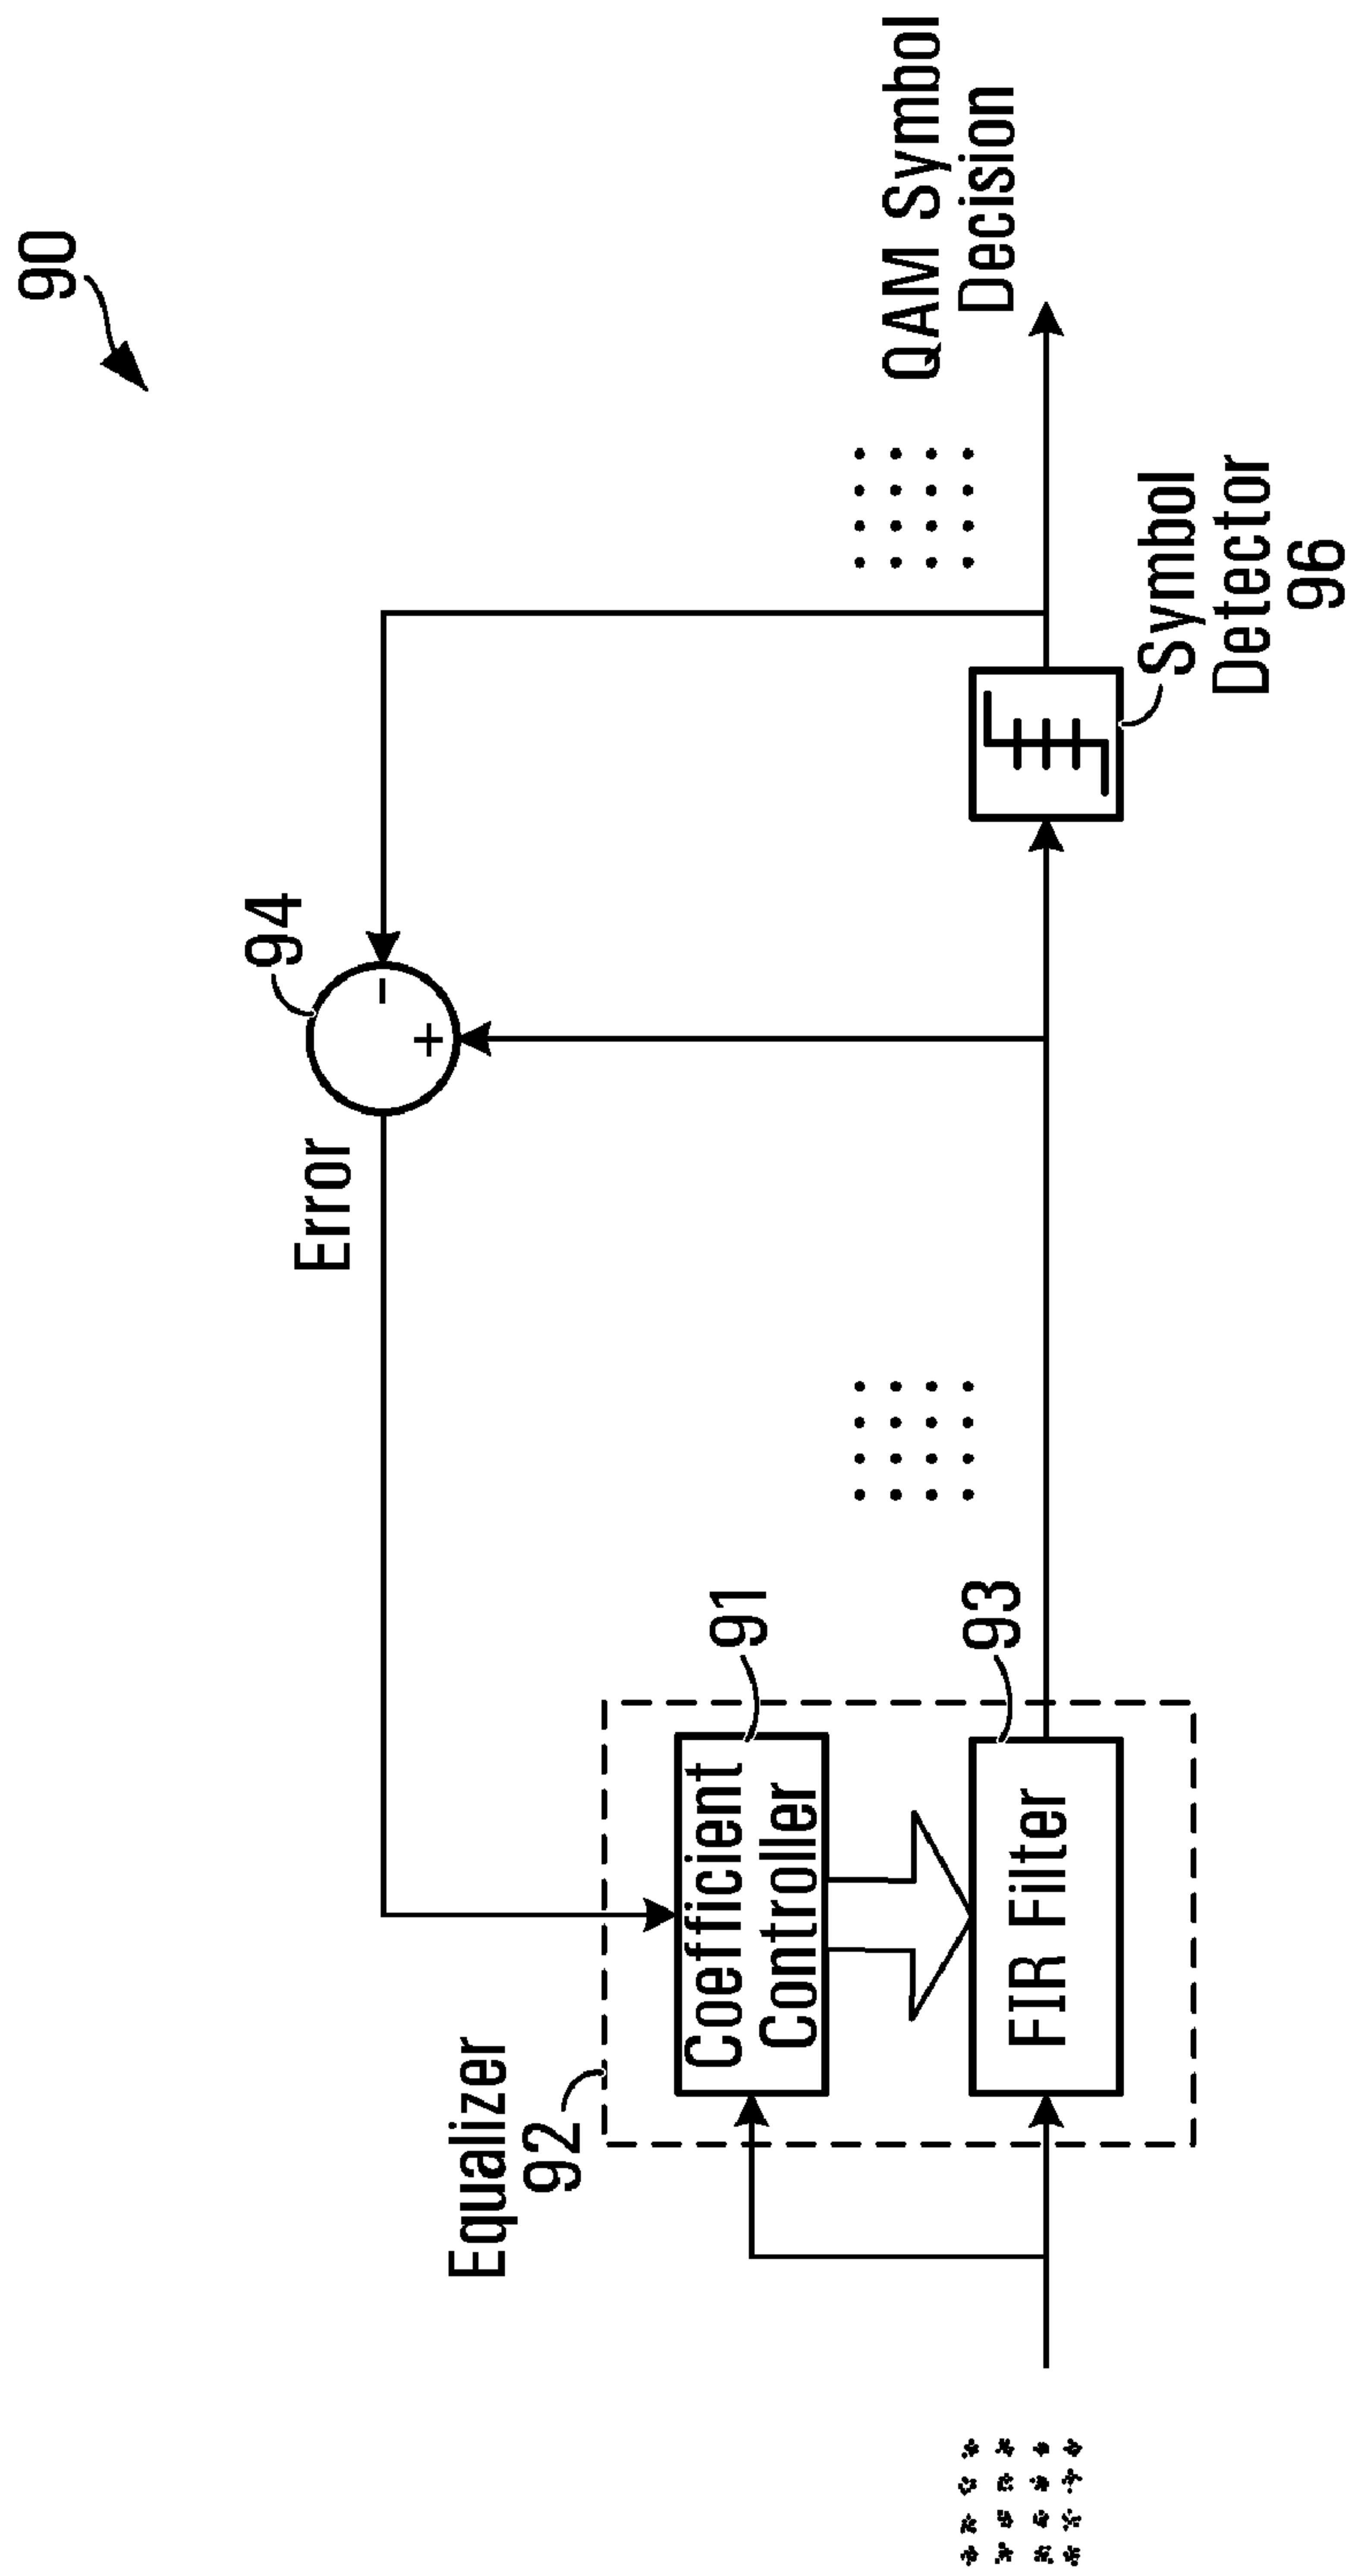 90
94
Error
QAM Symbol
Decision
-
+
Equalizer
92
Coefficient
Controller
91
FIR Filter
93
Symbol
Detector
96